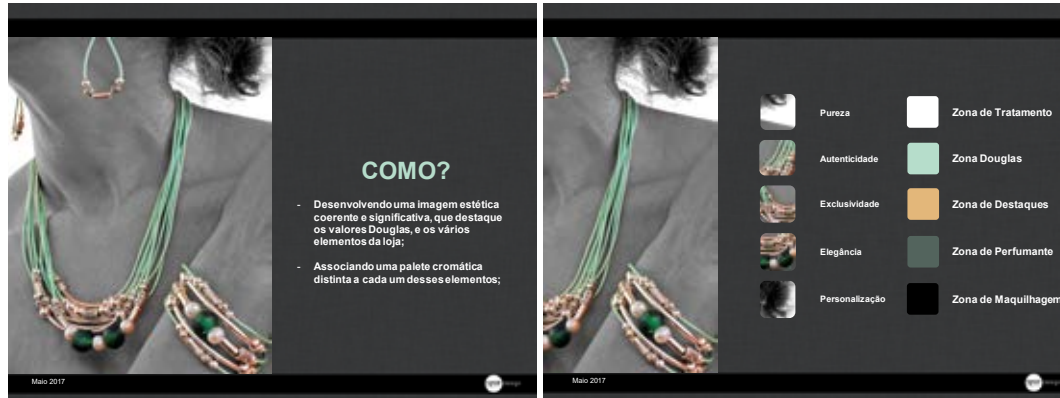 COMO?
- Desenvolvendo uma imagem estética
coerente e significativa, que destaque
os valores Douglas, e os vários
elementos da loja;
- Associando uma palete cromática
distinta a cada um desses elementos;
Maio 2017
Pureza
Zona de Tratamento
Autenticidade
Zona Douglas
Exclusividade
Zona de Destaques
Elegância
Zona de Perfumante
Personalização
Zona de Maquilhagem
Maio 2017